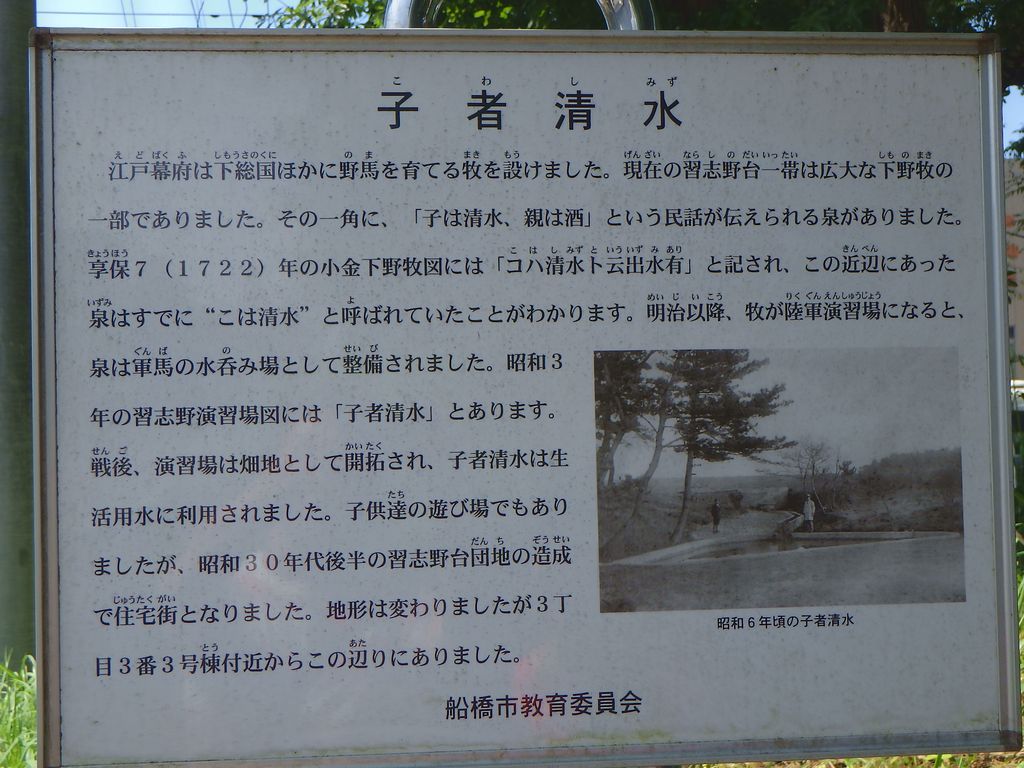 子者清水
江戸幕府は下総国ほかに野馬を育てる牧を設けました。現在の習志野台一帯は広大な下野牧の
一部でありました。その一角に、「子は清水、親は酒」という民話が伝えられる泉がありました。
享保７（１７２２）年の小金下野牧図には「コハ清水ト云出水有」と記され、この近辺にあった
泉はすでに“こは清水”と呼ばれていたことがわかります。明治以降、牧が陸軍演習場になると、
泉は軍馬の水呑み場として整備されました。昭和３
年の習志野演習場図には「子者清水」とあります。
戦後、演習場は畑地として開拓され、子者清水は生
活用水に利用されました。子供達の遊び場でもあり
ましたが、昭和３０年代後半の習志野台団地の造成
で住宅街となりました。地形は変わりましたが３丁
目３番３号棟付近からこの辺りにありました。
昭和６年頃の子者清水
船橋市教育委員会